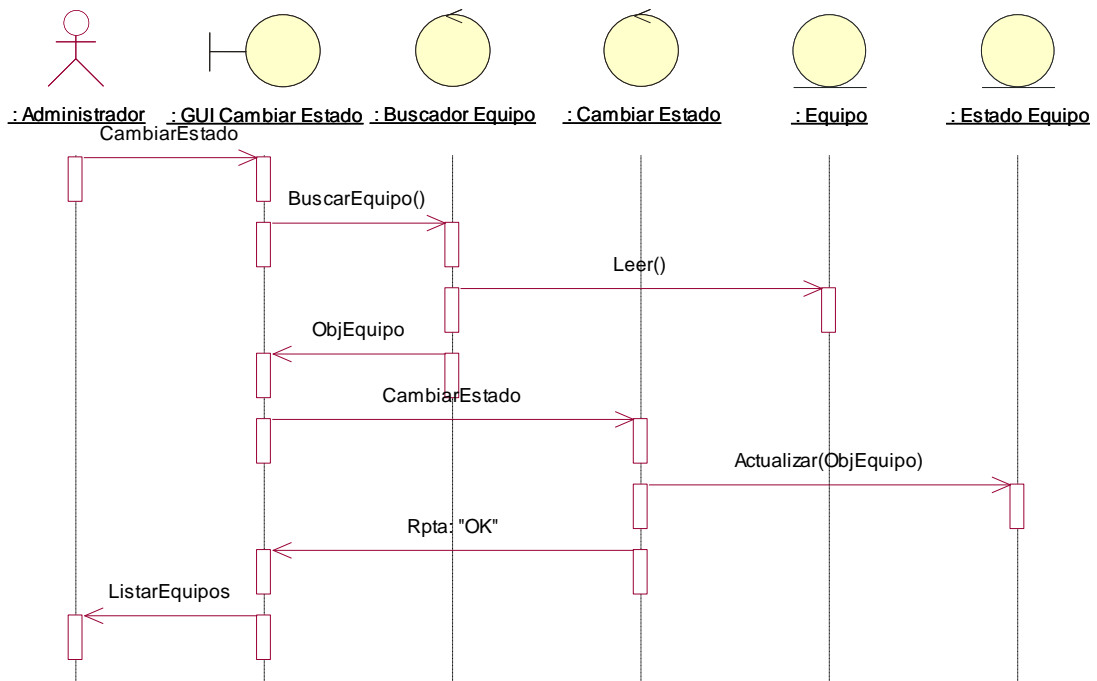 : Administrador
: GUI Cambiar Estado
: Buscador Equipo
: Cambiar Estado
: Equipo
: Estado Equipo
CambiarEstado
BuscarEquipo()
Leer()
ObjEquipo
CambiarEstado
Actualizar(ObjEquipo)
Rpta: "OK"
ListarEquipos